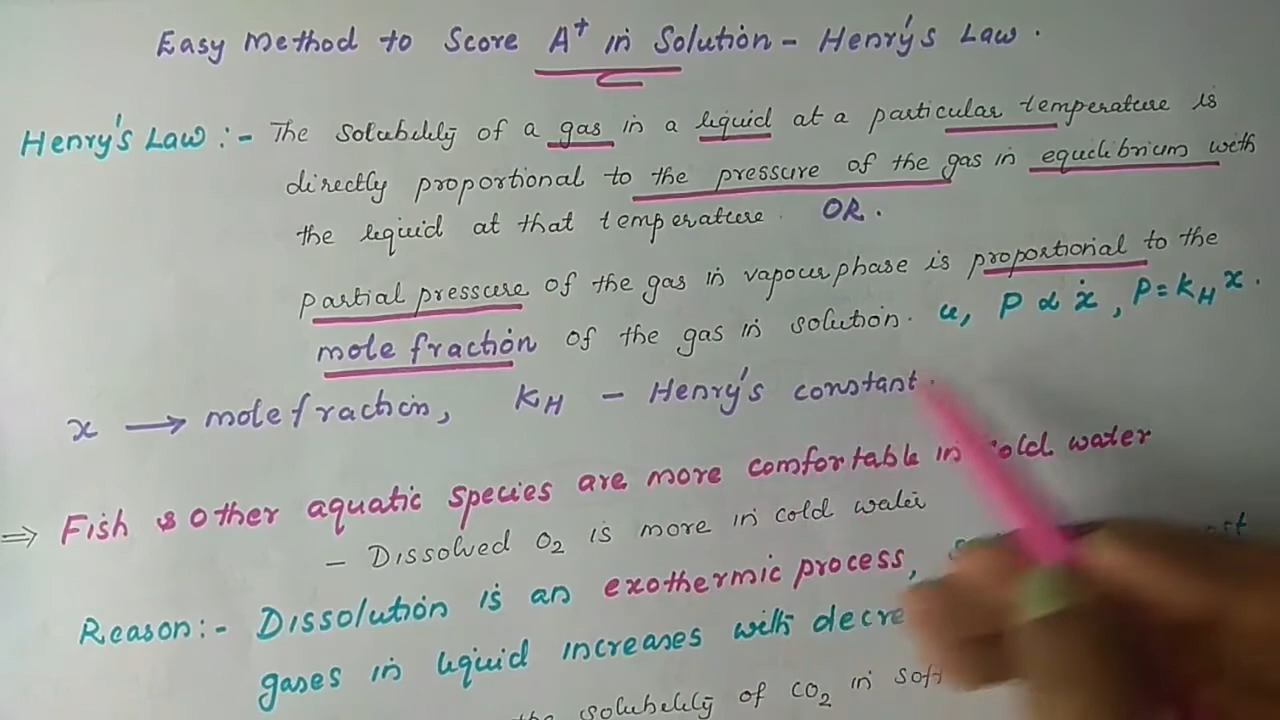 Easy Method to Score A+ in Solution - Henry's Law.
Henry's Law :- The solubility of a gas in a liquid at a particular temperature is
directly proportional to the pressure of the gas in equilibrium with
the liquid at that temperature. OR.
partial pressure of the gas in vapour phase is proportional to the
mole fraction of the gas in solution. ie, P ∝ x, P = KH x.
x → mole fraction, KH - Henry's constant.
⇒ Fish & other aquatic species are more comfortable in cold water
- Dissolved O2 is more in cold water
Reason:- Dissolution is an exothermic process,
gases in liquid increases with
the solubility of CO2 in